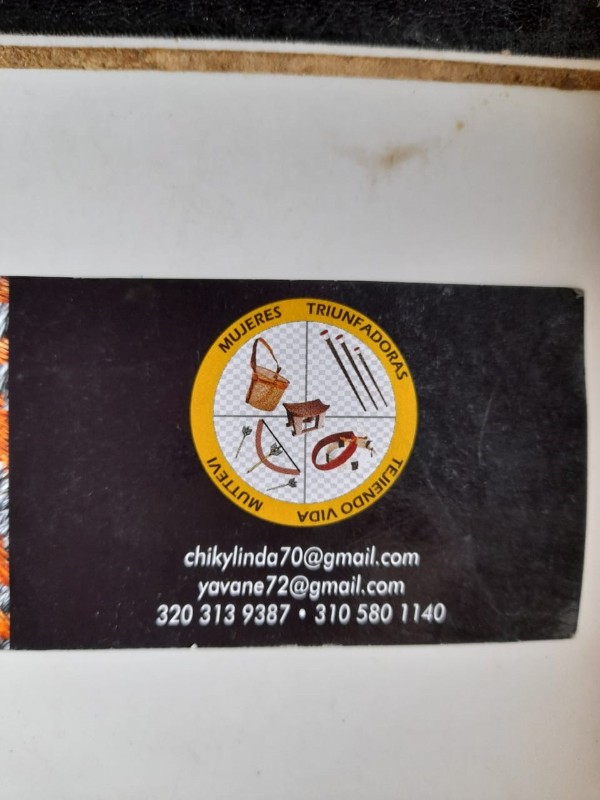 MUJERES TRIUNFADORAS
TEJIENDO VIDA
MUTTEVI
chikylinda70@gmail.com
yavane72@gmail.com
320 313 9387 • 310 580 1140